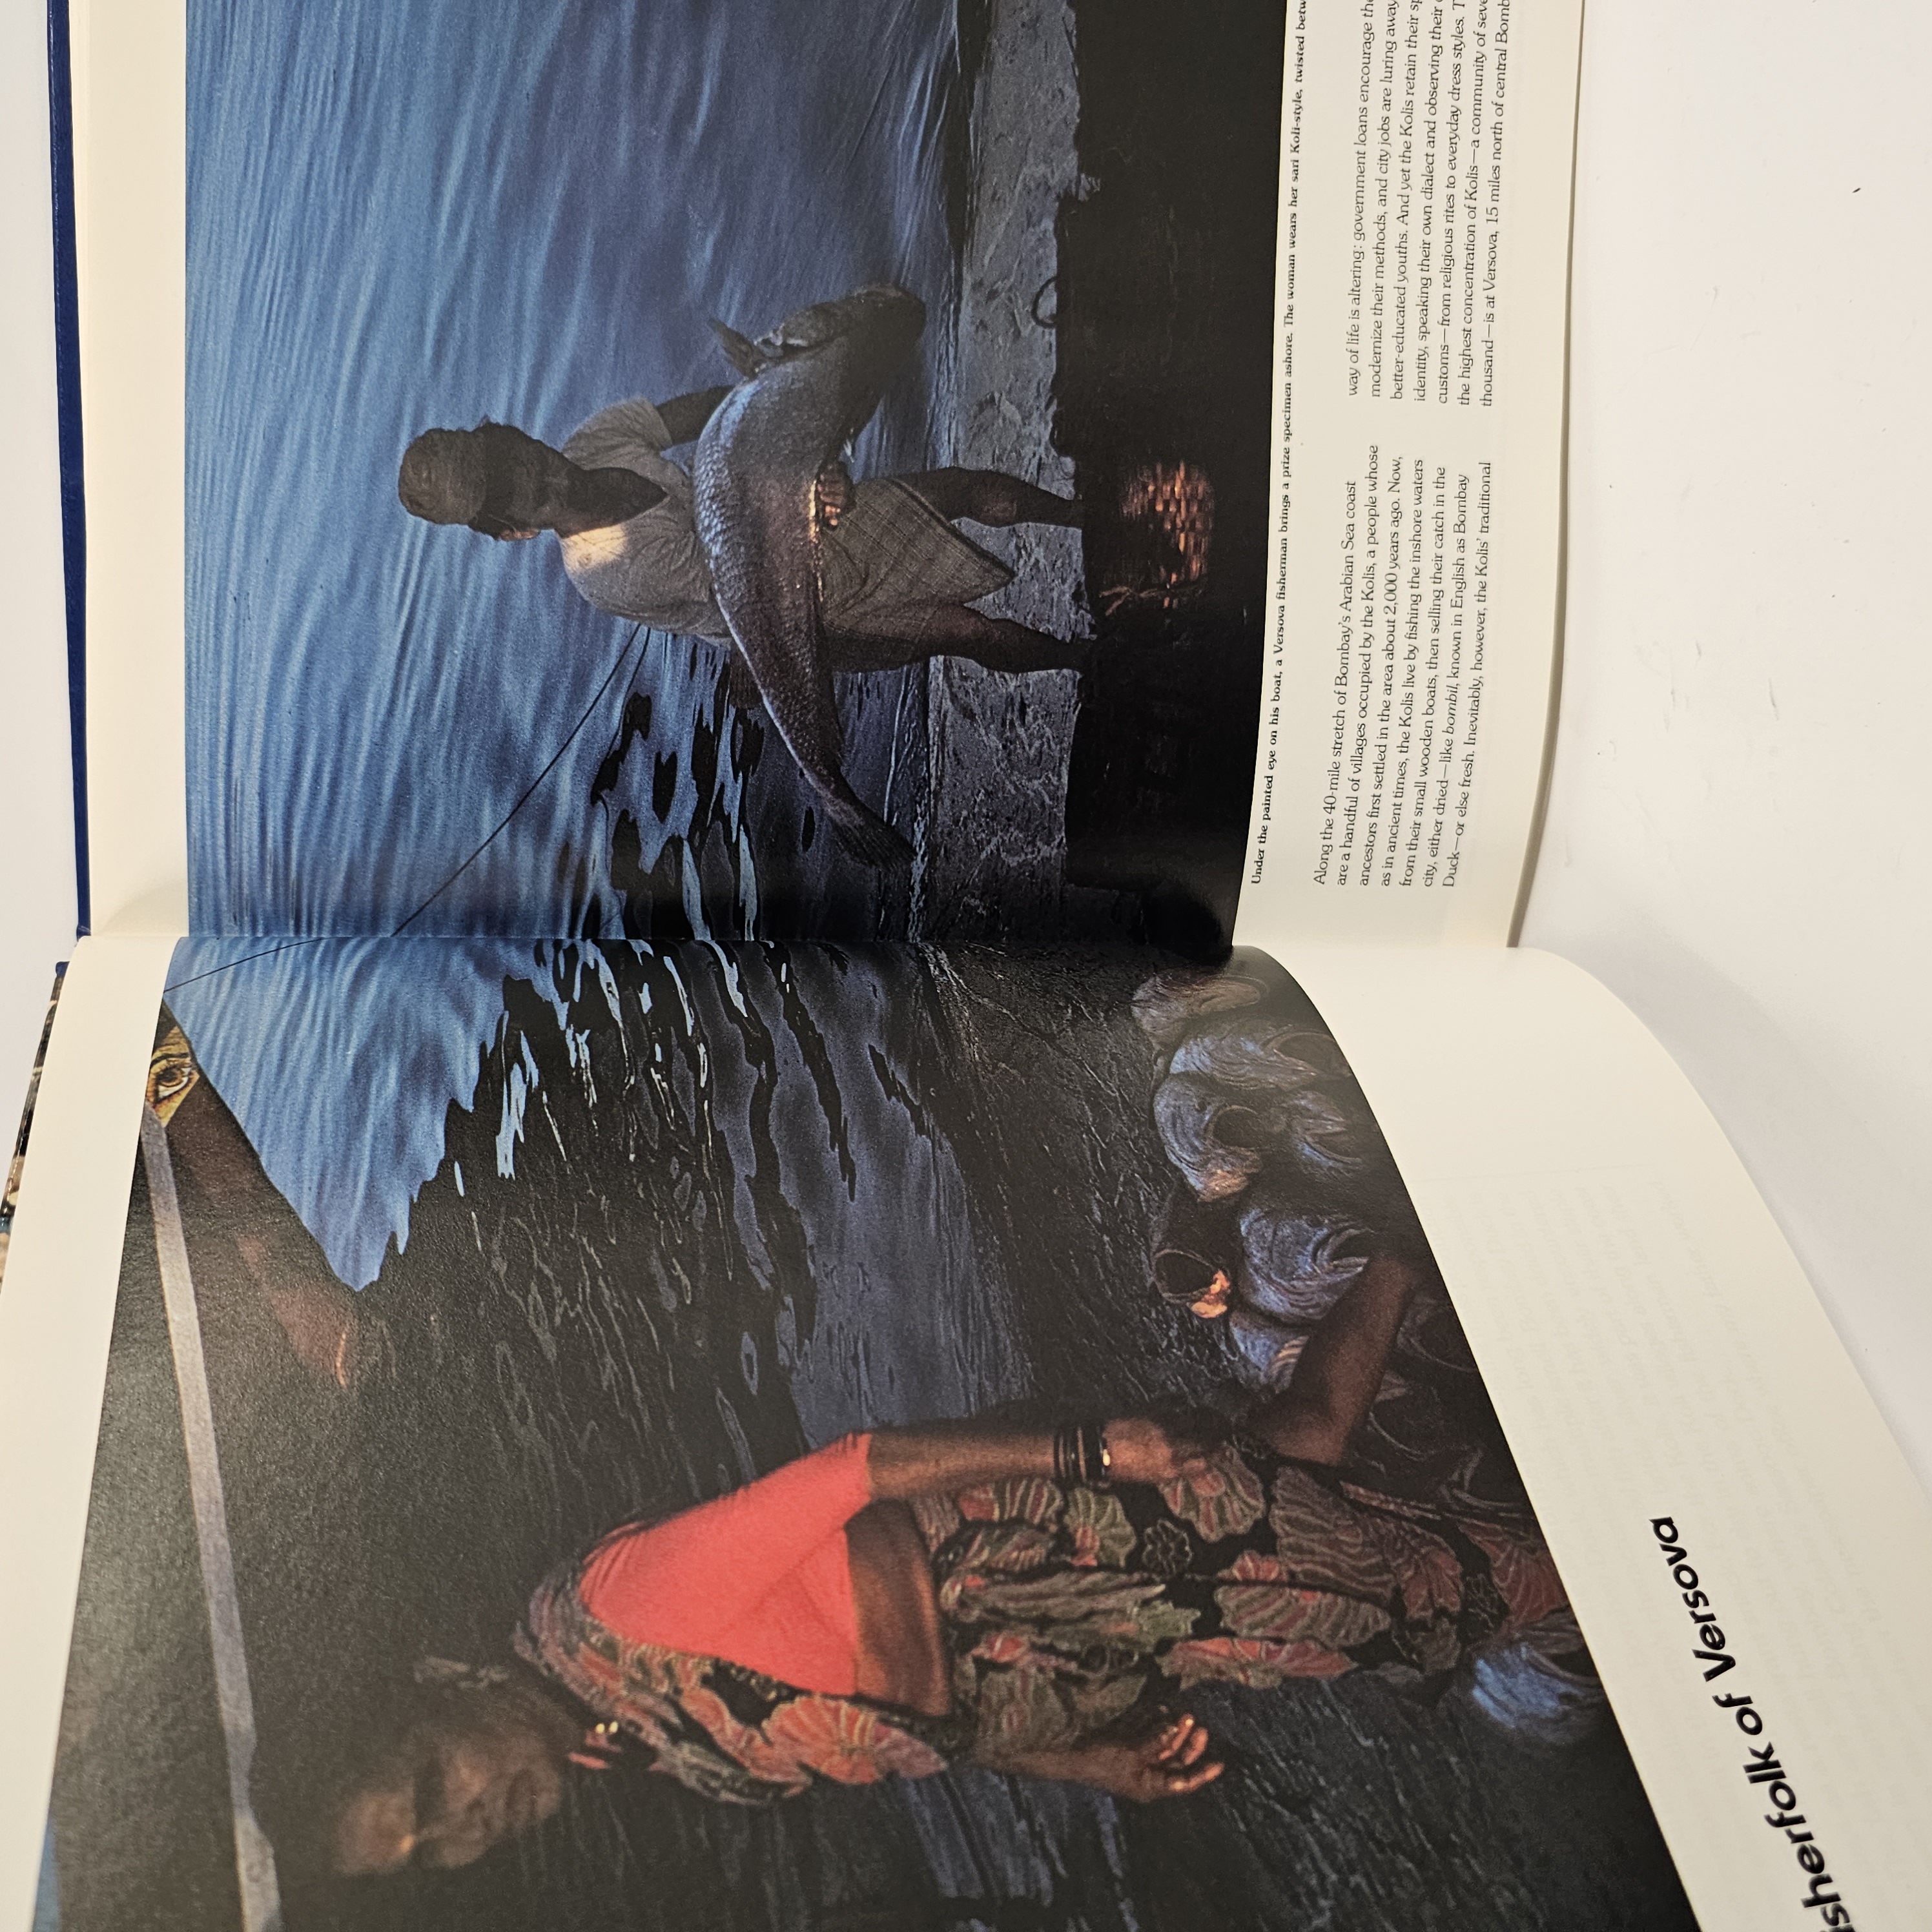 isherfolk of Versova
Under the painted eye on his boat, a Versova fisherman brings a prize specimen ashore. The woman wears her sari Koli-style, twisted betw
Along the 40-mile stretch of Bombay's Arabian Sea coast
are a handful of villages occupied by the Kolis, a people whose
ancestors first settled in the area about 2,000 years ago. Now,
as in ancient times, the Kolis live by fishing the inshore waters
from their small wooden boats, then selling their catch in the
city, either dried—like bombil, known in English as Bombay
Duck—or else fresh. Inevitably, however, the Kolis' traditional
way of life is altering: government loans encourage the
modernize their methods, and city jobs are luring away
better-educated youths. And yet the Kolis retain their sp
identity, speaking their own dialect and observing their
customs—from religious rites to everyday dress styles. T
the highest concentration of Kolis—a community of seve
thousand—is at Versova, 15 miles north of central Bomb